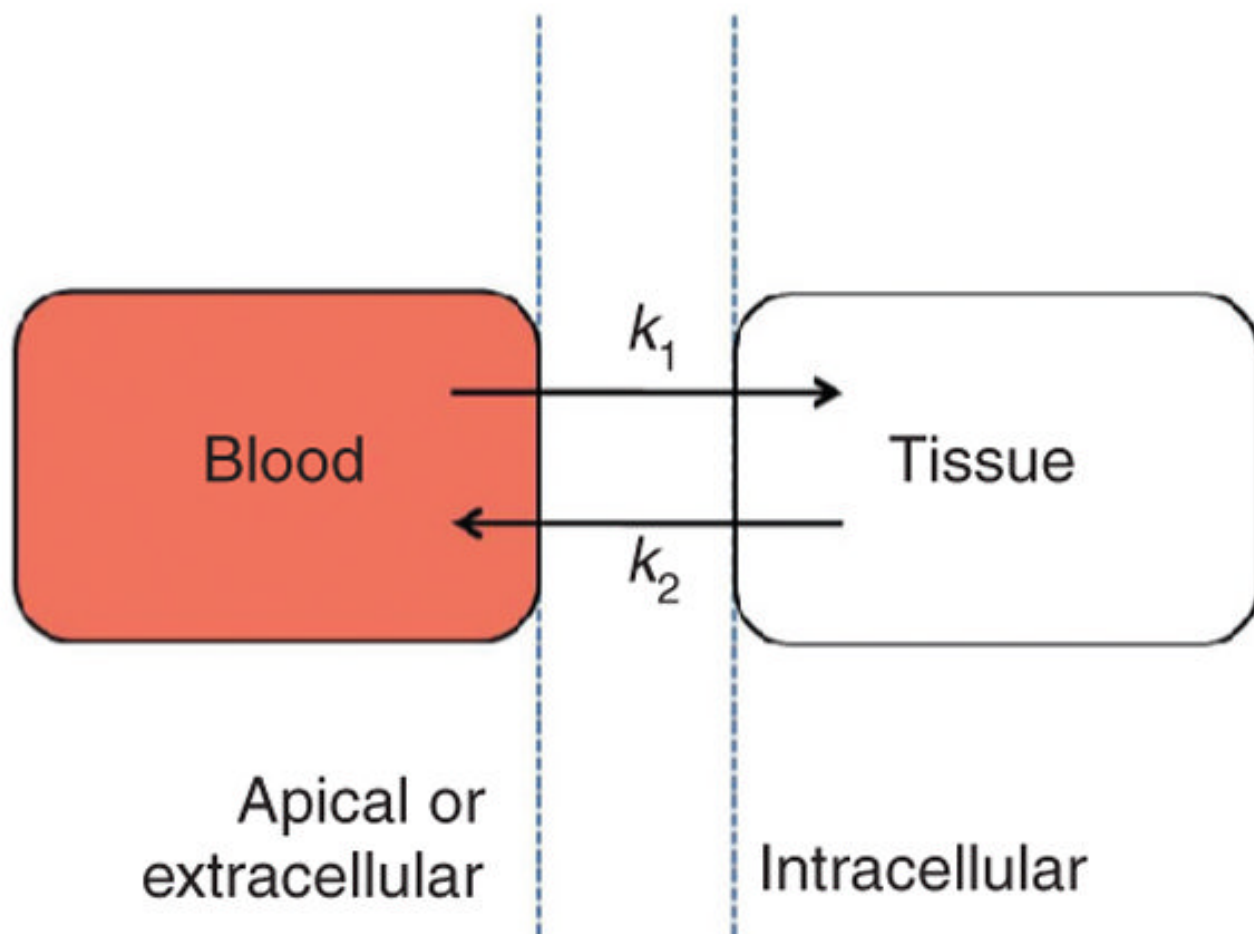 k₁
Blood
Tissue
k₂
Apical or
extracellular
Intracellular